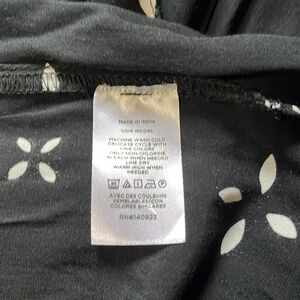 MADE IN INDIA
100% MODAL
MACHINE WASH COLD
DELICATE CYCLE WITH
LIKE COLORS
ONLY NON-CHLORINE
BLEACH WHEN NEEDED
LINE DRY
WARM IRON WHEN
NEEDED
AVEC DES COULEURS
SEMBLABLES/CON
COLORES SIMILARES
RN#140923